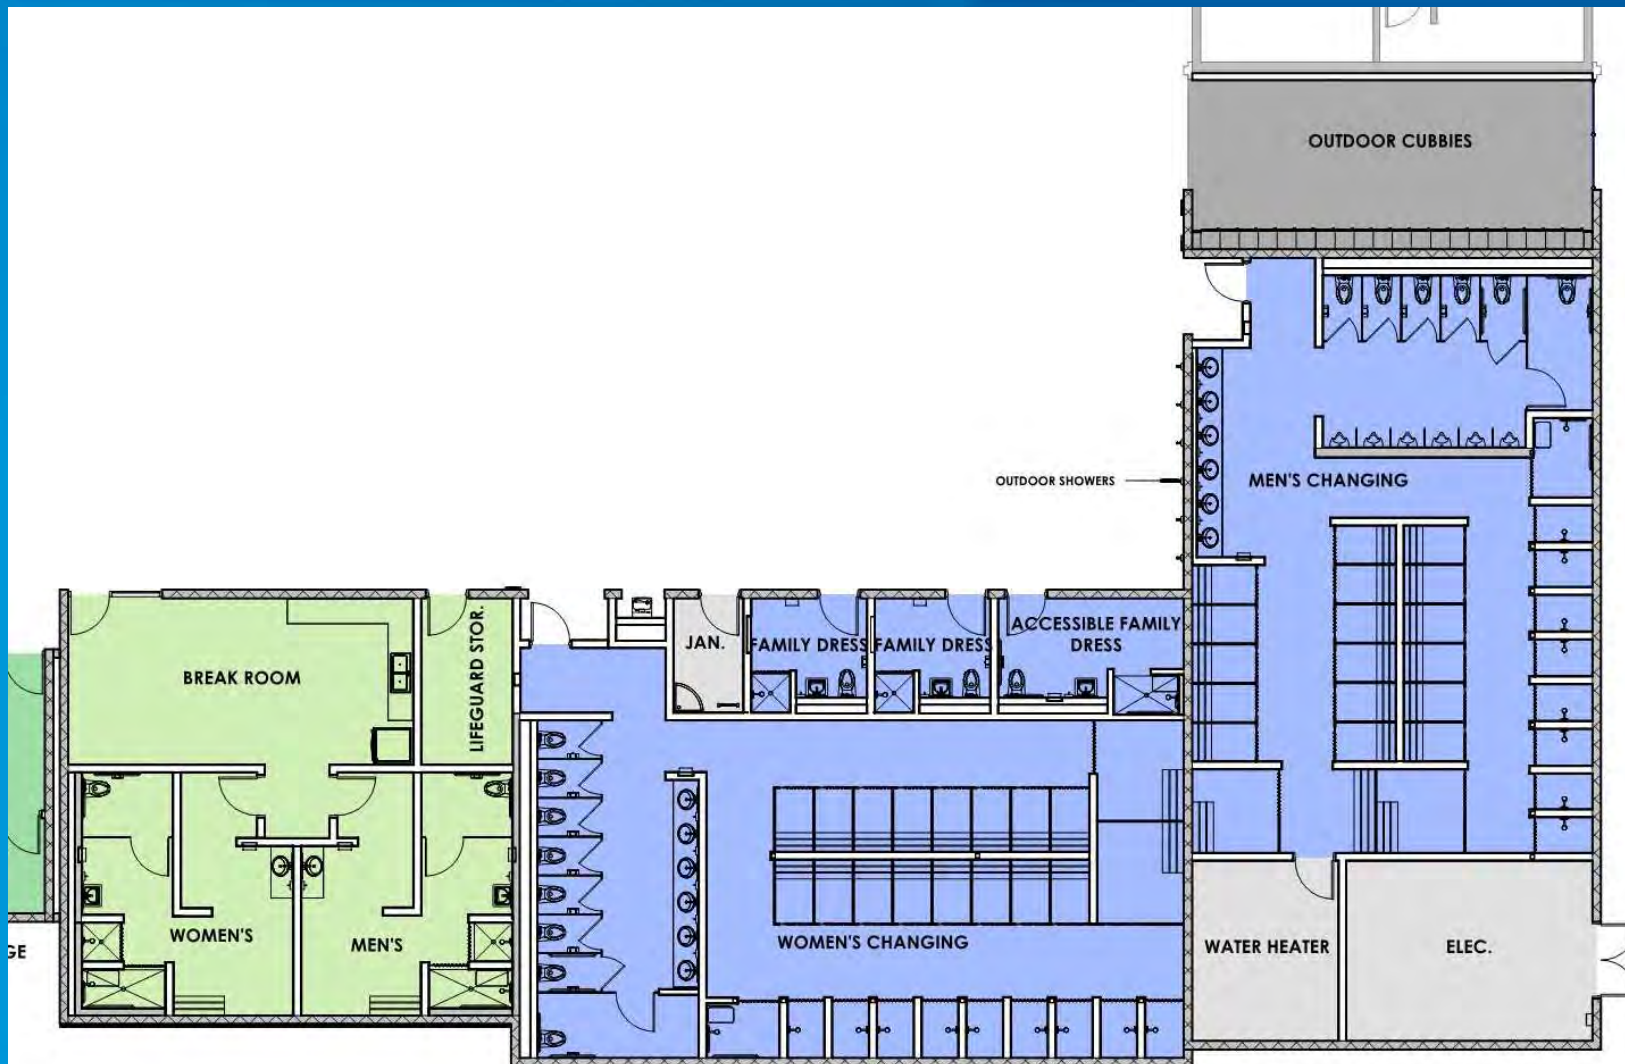 OUTDOOR CUBBIES
OUTDOOR SHOWERS
MEN'S CHANGING
BREAK ROOM
LIFEGUARD STOR.
JAN.
FAMILY DRESS
FAMILY DRESS
ACCESSIBLE FAMILY
DRESS
WOMEN'S
MEN'S
WOMEN'S CHANGING
WATER HEATER
ELEC.
GE